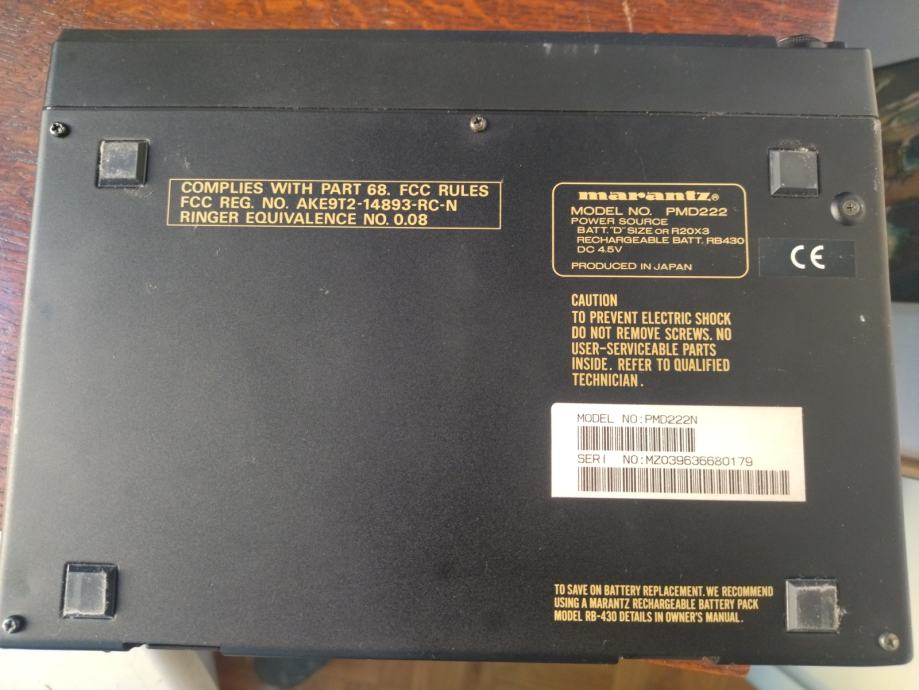 COMPLIES WITH PART 68. FCC RULES
FCC REG. NO. AKE9T2-14893-RC-N
RINGER EQUIVALENCE NO. 0.08
marantz®
MODEL NO. PMD222
POWER SOURCE
BATT. "D" SIZE OR R20X3
RECHARGEABLE BATT. RB430
DC 4.5V
PRODUCED IN JAPAN
CE
CAUTION
TO PREVENT ELECTRIC SHOCK
DO NOT REMOVE SCREWS. NO
USER-SERVICEABLE PARTS
INSIDE. REFER TO QUALIFIED
TECHNICIAN.
MODEL NO:PMD222N
SERI NO:MZ039636680179
TO SAVE ON BATTERY REPLACEMENT. WE RECOMMEND
USING A MARANTZ RECHARGEABLE BATTERY PACK
MODEL RB-430 DETAILS IN OWNER'S MANUAL.